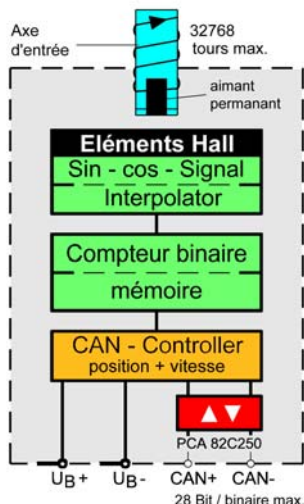 Axe
d'entrée
32768
tours max.
aimant
permanant
Eléments Hall
Sin - cos - Signal
Interpolator
Compteur binaire
mémoire
CAN - Controller
position + vitesse
PCA 82C250
UB + UB - CAN+ CAN-
28 Bit / binaire max.